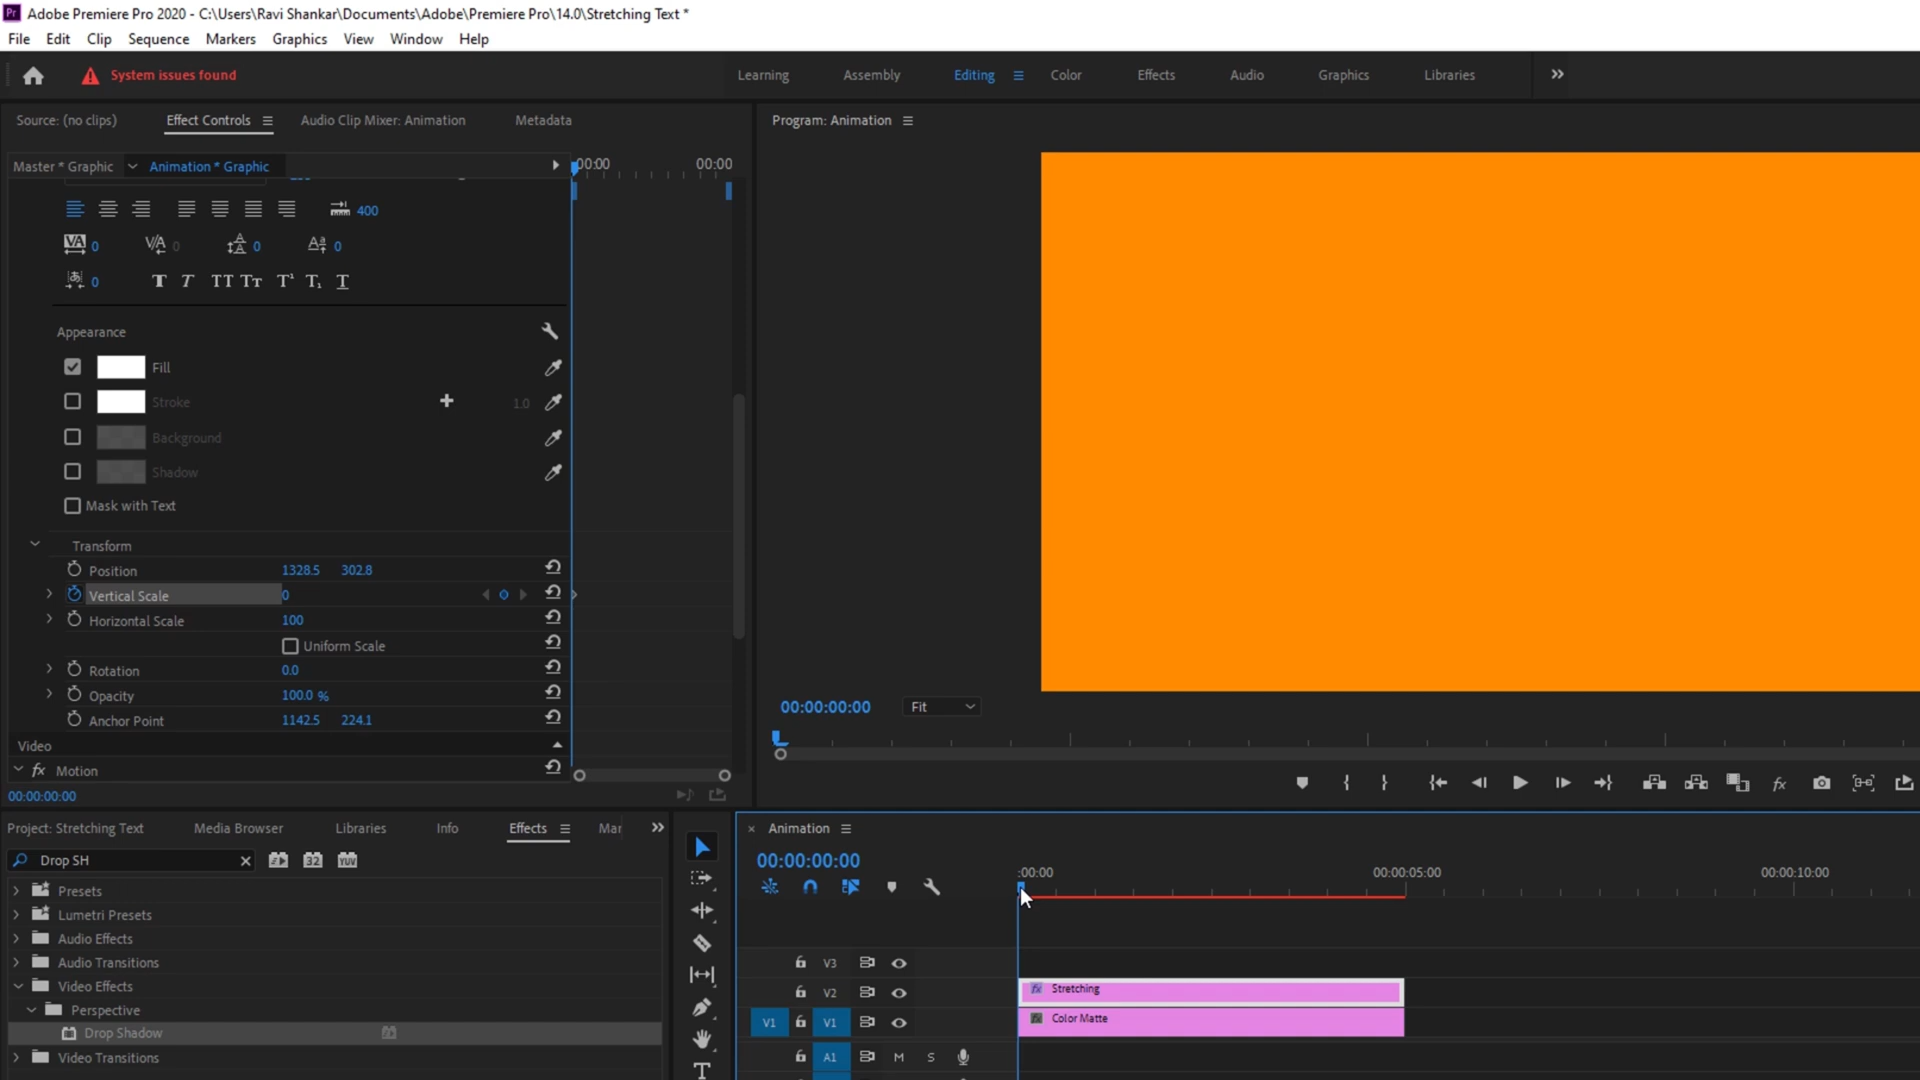 Adobe Premiere Pro 2020 - C:\Users\Ravi Shankar\Documents\Adobe\Premiere Pro\14.0\Stretching Text *
File Edit Clip Sequence Markers Graphics View Window Help
System issues found
Learning Assembly Editing Color Effects Audio Graphics Libraries
Source: (no clips) Effect Controls Audio Clip Mixer: Animation Metadata
Program: Animation
Master * Graphic Animation * Graphic
00:00 00:00
400
0 0 0 0
0
Appearance
Fill
Stroke 1.0
Background
Shadow
Mask with Text
Transform
Position 1328.5 302.8
Vertical Scale 0
Horizontal Scale 100
Uniform Scale
Rotation 0.0
Opacity 100.0 %
Anchor Point 1142.5 224.1
Video
fx Motion
00:00:00:00
00:00:00:00 Fit
Project: Stretching Text Media Browser Libraries Info Effects Mar
Drop SH
Presets
Lumetri Presets
Audio Effects
Audio Transitions
Video Effects
Perspective
Drop Shadow
Video Transitions
Animation
00:00:00:00
:00:00 00:00:05:00 00:00:10:00
V3
V2
Stretching
V1 V1
Color Matte
A1 M S